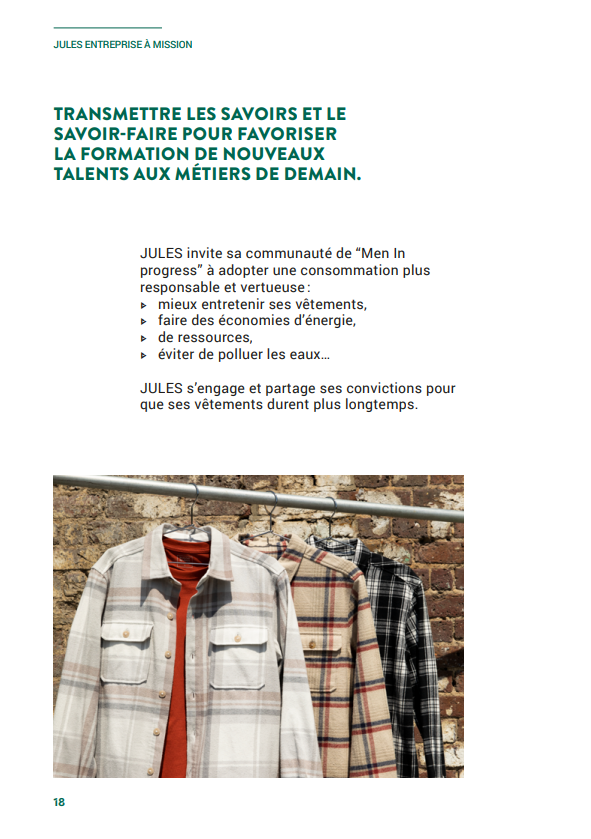 JULES ENTREPRISE À MISSION
TRANSMETTRE LES SAVOIRS ET LE
SAVOIR-FAIRE POUR FAVORISER
LA FORMATION DE NOUVEAUX
TALENTS AUX MÉTIERS DE DEMAIN.
JULES invite sa communauté de “Men In
progress” à adopter une consommation plus
responsable et vertueuse :
▹ mieux entretenir ses vêtements,
▹ faire des économies d’énergie,
▹ de ressources,
▹ éviter de polluer les eaux…
JULES s’engage et partage ses convictions pour
que ses vêtements durent plus longtemps.
18